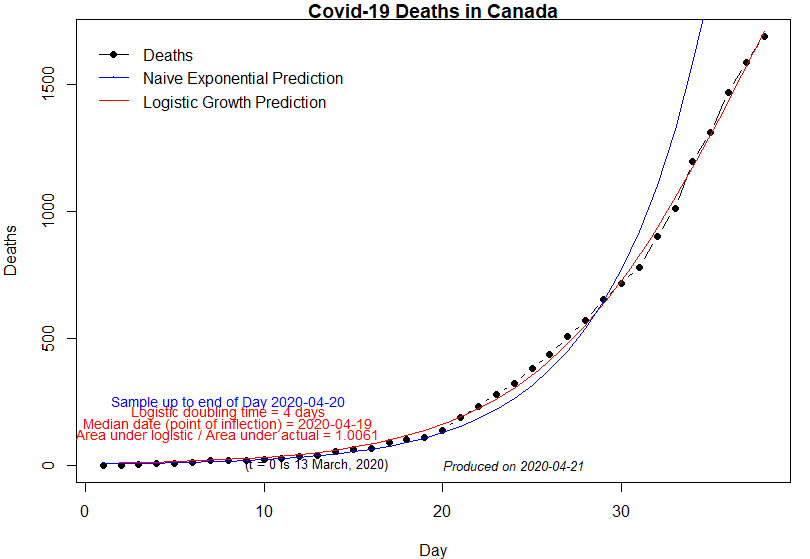 Covid-19 Deaths in Canada
Deaths
Naive Exponential Prediction
Logistic Growth Prediction
1500
1000
500
0
Deaths
Sample up to end of Day 2020-04-20
Logistic doubling time = 4 days
Median date (point of inflection) = 2020-04-19
Area under logistic / Area under actual = 1.0061
(t = 0 is 13 March, 2020)
Produced on 2020-04-21
0 10 20 30
Day